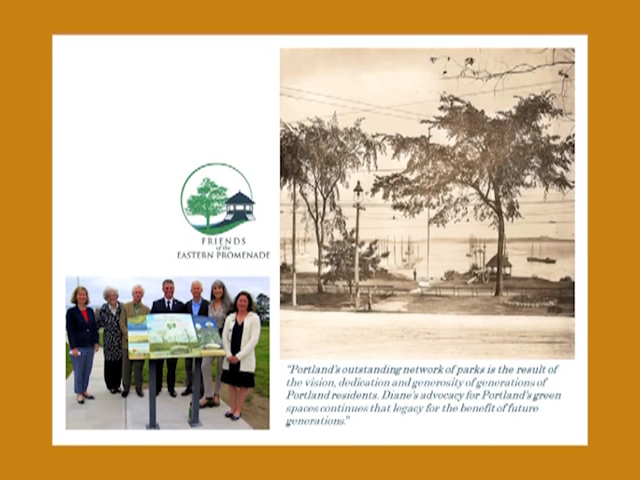 FRIENDS
of the
EASTERN PROMENADE
"Portland's outstanding network of parks is the result of
the vision, dedication and generosity of generations of
Portland residents. Diane's advocacy for Portland's green
spaces continues that legacy for the benefit of future
generations."